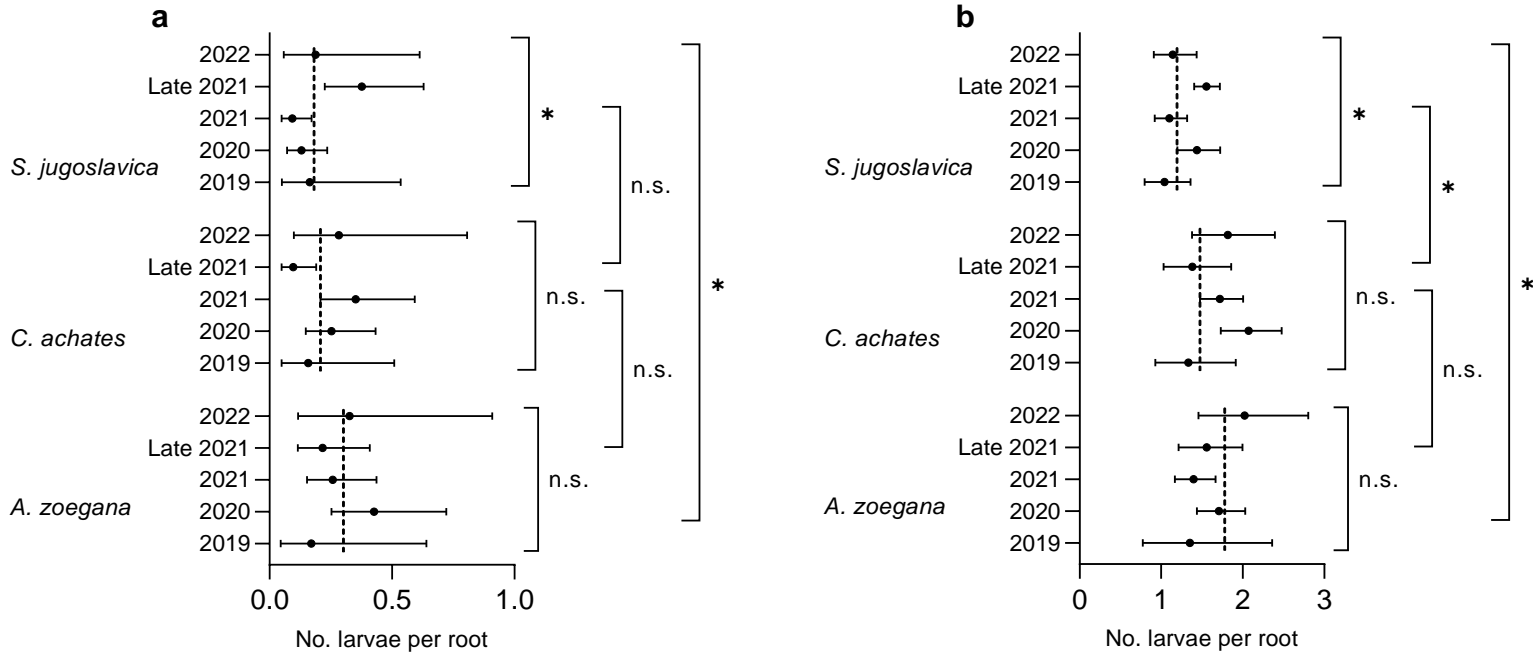 a
2022
Late 2021
2021
2020
2019
S. jugoslavica
*
2022
Late 2021
2021
2020
2019
C. achates
n.s.
2022
Late 2021
2021
2020
2019
A. zoegana
n.s.
n.s.
n.s.
*
0.0 0.5 1.0
No. larvae per root
b
2022
Late 2021
2021
2020
2019
S. jugoslavica
*
2022
Late 2021
2021
2020
2019
C. achates
n.s.
2022
Late 2021
2021
2020
2019
A. zoegana
n.s.
*
n.s.
*
0 1 2 3
No. larvae per root